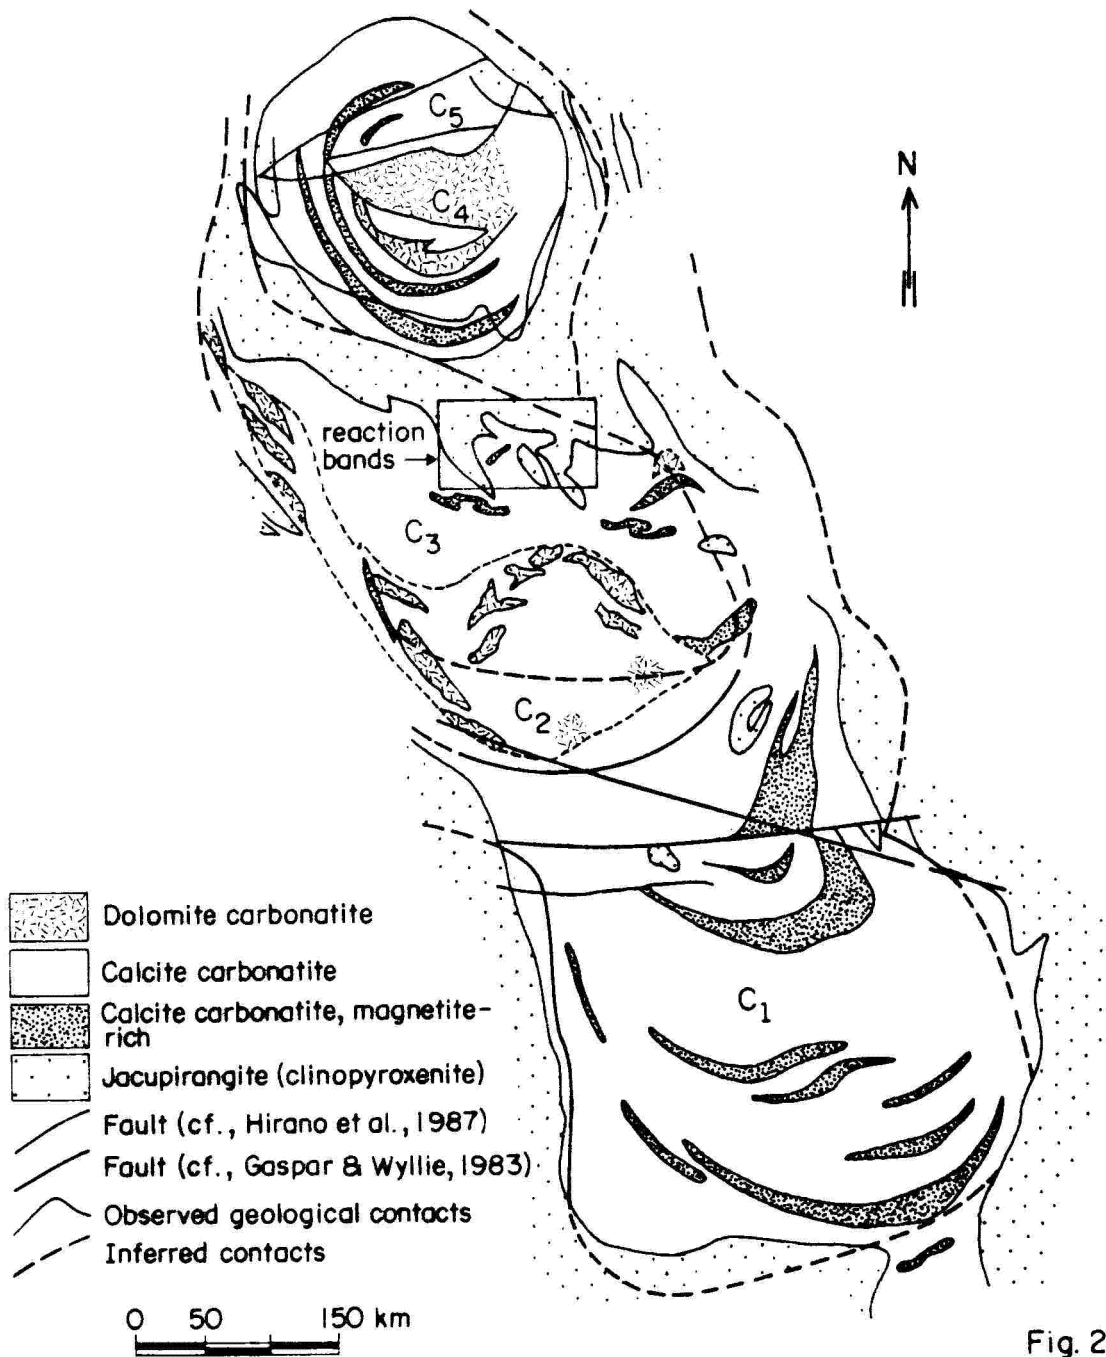 N
C5
C4
reaction
bands
C3
C2
C1
Dolomite carbonatite
Calcite carbonatite
Calcite carbonatite, magnetite-
rich
Jacupirangite (clinopyroxenite)
Fault (cf., Hirano et al., 1987)
Fault (cf., Gaspar & Wyllie, 1983)
Observed geological contacts
Inferred contacts
0 50 150 km
Fig. 2